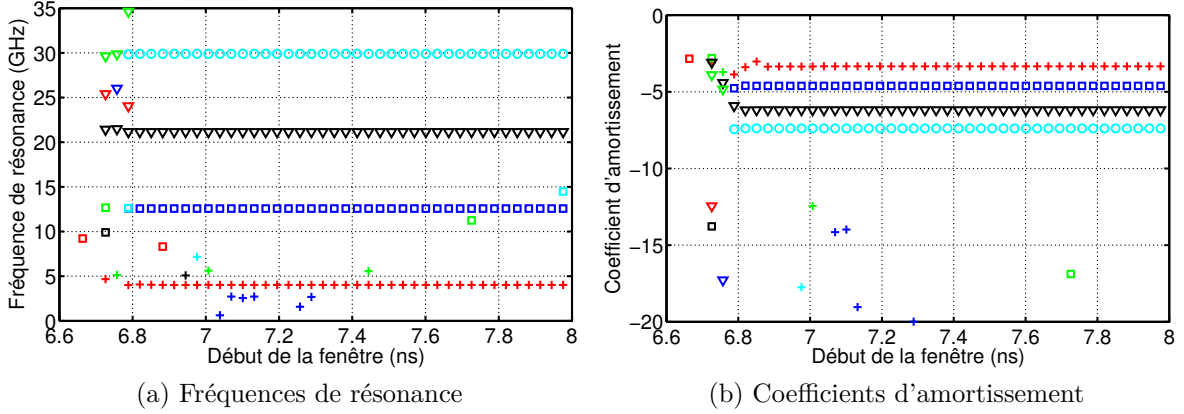 35
30
25
20
15
10
5
0
6.6 6.8 7 7.2 7.4 7.6 7.8 8
Fréquence de résonance (GHz)
Début de la fenêtre (ns)
(a) Fréquences de résonance
0
−5
−10
−15
−20
6.6 6.8 7 7.2 7.4 7.6 7.8 8
Coefficient d'amortissement
Début de la fenêtre (ns)
(b) Coefficients d'amortissement